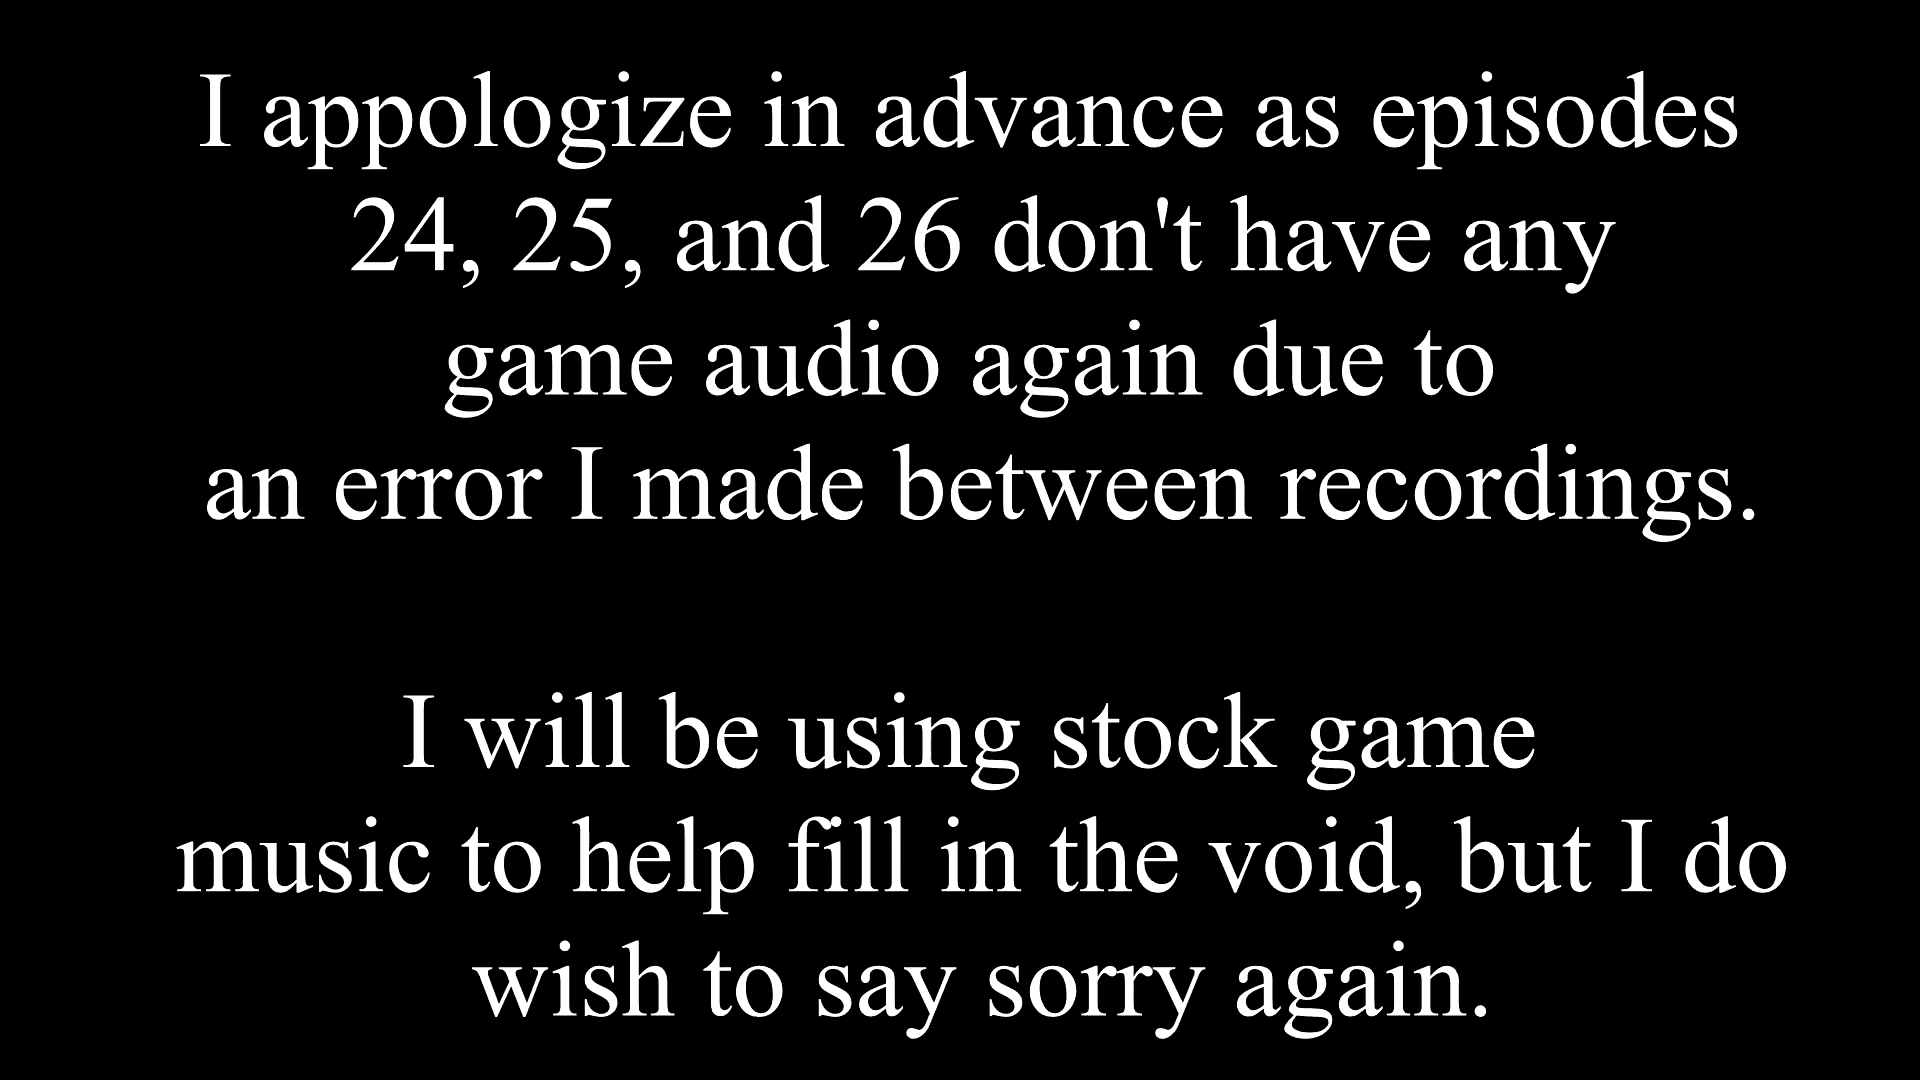 I appologize in advance as episodes
24, 25, and 26 don't have any
game audio again due to
an error I made between recordings.
I will be using stock game
music to help fill in the void, but I do
wish to say sorry again.